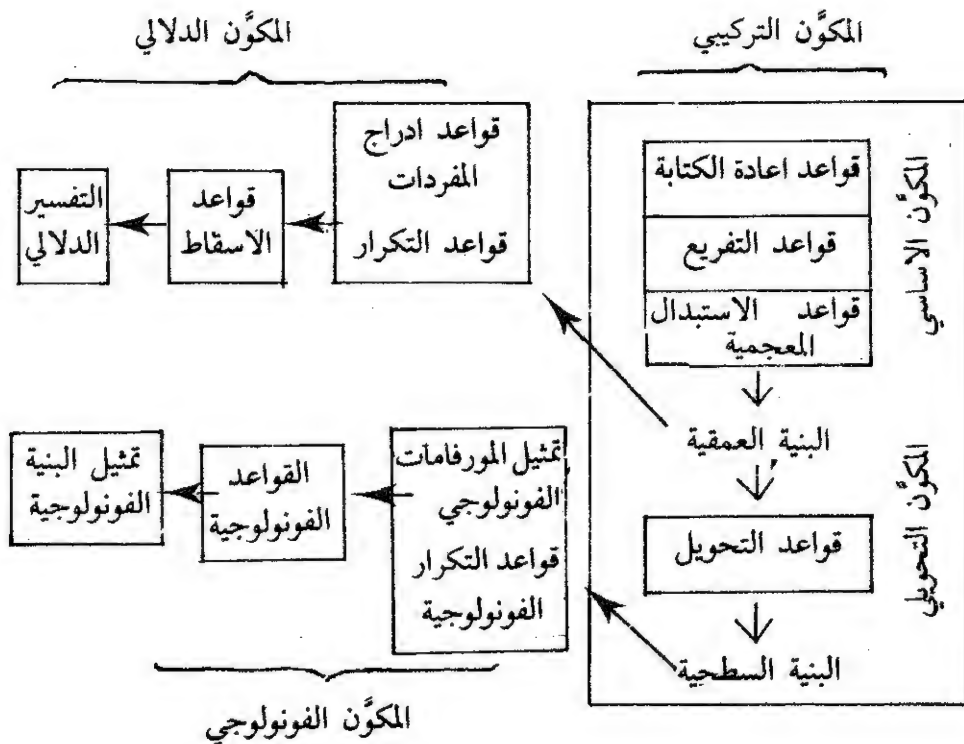 المكوَّن التركيبي
المكوَّن الدلالي
المكوَّن الاساسي
قواعد اعادة الكتابة
قواعد التفريع
قواعد الاستبدال
المعجمية
البنية العمقية
المكوَّن التحويلي
قواعد التحويل
البنية السطحية
قواعد ادراج
المفردات
قواعد التكرار
قواعد
الاسقاط
التفسير
الدلالي
تمثيل المورفامات
الفونولوجي
قواعد التكرار
الفونولوجية
القواعد
الفونولوجية
تمثيل البنية
الفونولوجية
المكوَّن الفونولوجي